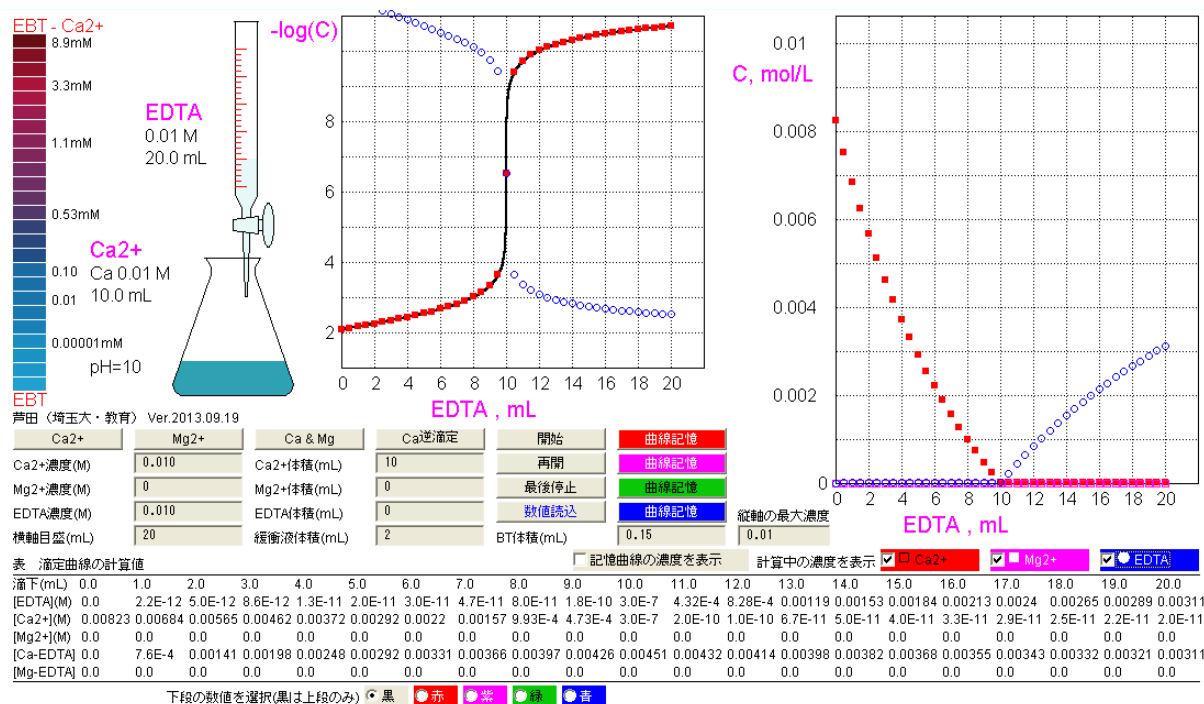 EBT - Ca2+
8.9mM
3.3mM
1.1mM
0.53mM
0.10
0.01
0.00001mM
EBT
EDTA
0.01 M
20.0 mL
Ca2+
Ca 0.01 M
10.0 mL
pH=10
-log(C)
10
8
6
4
2
0 2 4 6 8 10 12 14 16 18 20
EDTA , mL
C, mol/L
0.01
0.008
0.006
0.004
0.002
0
0 2 4 6 8 10 12 14 16 18 20
EDTA , mL
芦田（埼玉大・教育） Ver.2013.09.19
Ca2+ Mg2+ Ca & Mg Ca逆滴定 開始 曲線記憶
Ca2+濃度(M) 0.010 Ca2+体積(mL) 10 再開 曲線記憶
Mg2+濃度(M) 0 Mg2+体積(mL) 0 最後停止 曲線記憶
EDTA濃度(M) 0.010 EDTA体積(mL) 0 数値読込 曲線記憶 縦軸の最大濃度
横軸目盛(mL) 20 緩衝液体積(mL) 2 BT体積(mL) 0.15 0.01
表 滴定曲線の計算値 記憶曲線の濃度を表示 計算中の濃度を表示 Ca2+ Mg2+ EDTA
滴下(mL) 0.0 1.0 2.0 3.0 4.0 5.0 6.0 7.0 8.0 9.0 10.0 11.0 12.0 13.0 14.0 15.0 16.0 17.0 18.0 19.0 20.0
[EDTA](M) 0.0 2.2E-12 5.0E-12 8.6E-12 1.3E-11 2.0E-11 3.0E-11 4.7E-11 8.0E-11 1.8E-10 3.0E-7 4.32E-4 8.28E-4 0.00119 0.00153 0.00184 0.00213 0.0024 0.00265 0.00289 0.00311
[Ca2+](M) 0.00823 0.00684 0.00565 0.00462 0.00372 0.00292 0.0022 0.00157 9.93E-4 4.73E-4 3.0E-7 2.0E-10 1.0E-10 6.7E-11 5.0E-11 4.0E-11 3.3E-11 2.9E-11 2.5E-11 2.2E-11 2.0E-11
[Mg2+](M) 0.0 0.0 0.0 0.0 0.0 0.0 0.0 0.0 0.0 0.0 0.0 0.0 0.0 0.0 0.0 0.0 0.0 0.0 0.0 0.0 0.0
[Ca-EDTA] 0.0 7.6E-4 0.00141 0.00198 0.00248 0.00292 0.00331 0.00366 0.00397 0.00426 0.00451 0.00432 0.00414 0.00398 0.00382 0.00368 0.00355 0.00343 0.00332 0.00321 0.00311
[Mg-EDTA] 0.0 0.0 0.0 0.0 0.0 0.0 0.0 0.0 0.0 0.0 0.0 0.0 0.0 0.0 0.0 0.0 0.0 0.0 0.0 0.0 0.0
下段の数値を選択(黒は上段のみ) 黒 赤 紫 緑 青